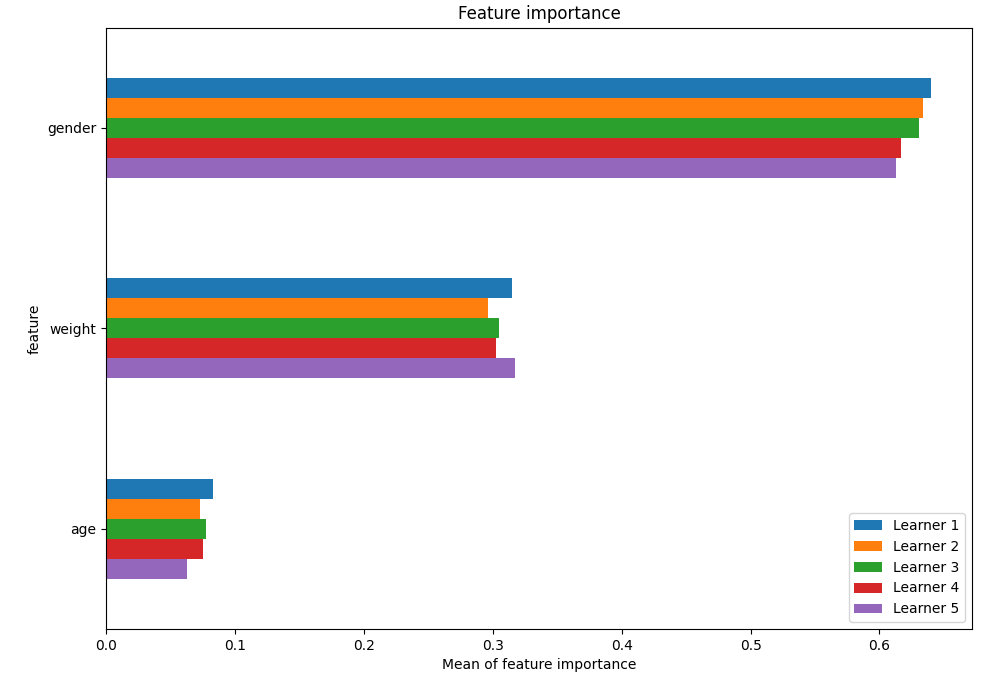 Feature importance
gender
weight
age
feature
Learner 1
Learner 2
Learner 3
Learner 4
Learner 5
0.0 0.1 0.2 0.3 0.4 0.5 0.6
Mean of feature importance